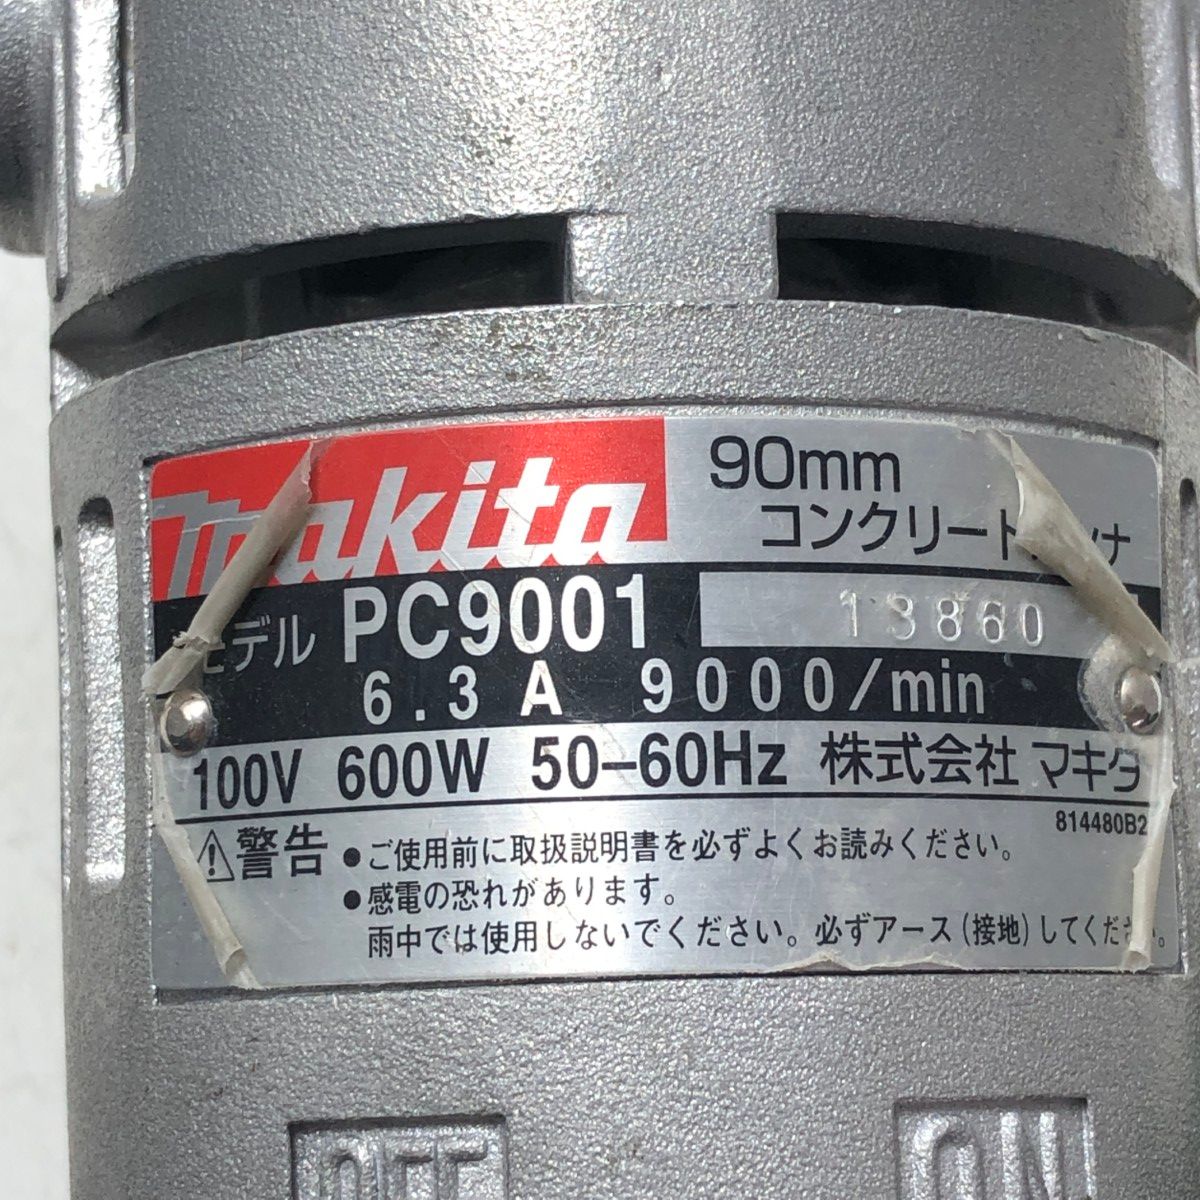 makita
90mm
コンクリート
モデル PC9001 13860
6.3 A 9000/min
100V 600W 50-60Hz 株式会社 マキタ
814480B2
警告 ●ご使用前に取扱説明書を必ずよくお読みください。
●感電の恐れがあります。
雨中では使用しないでください。必ずアース(接地)してください。
OFF ON